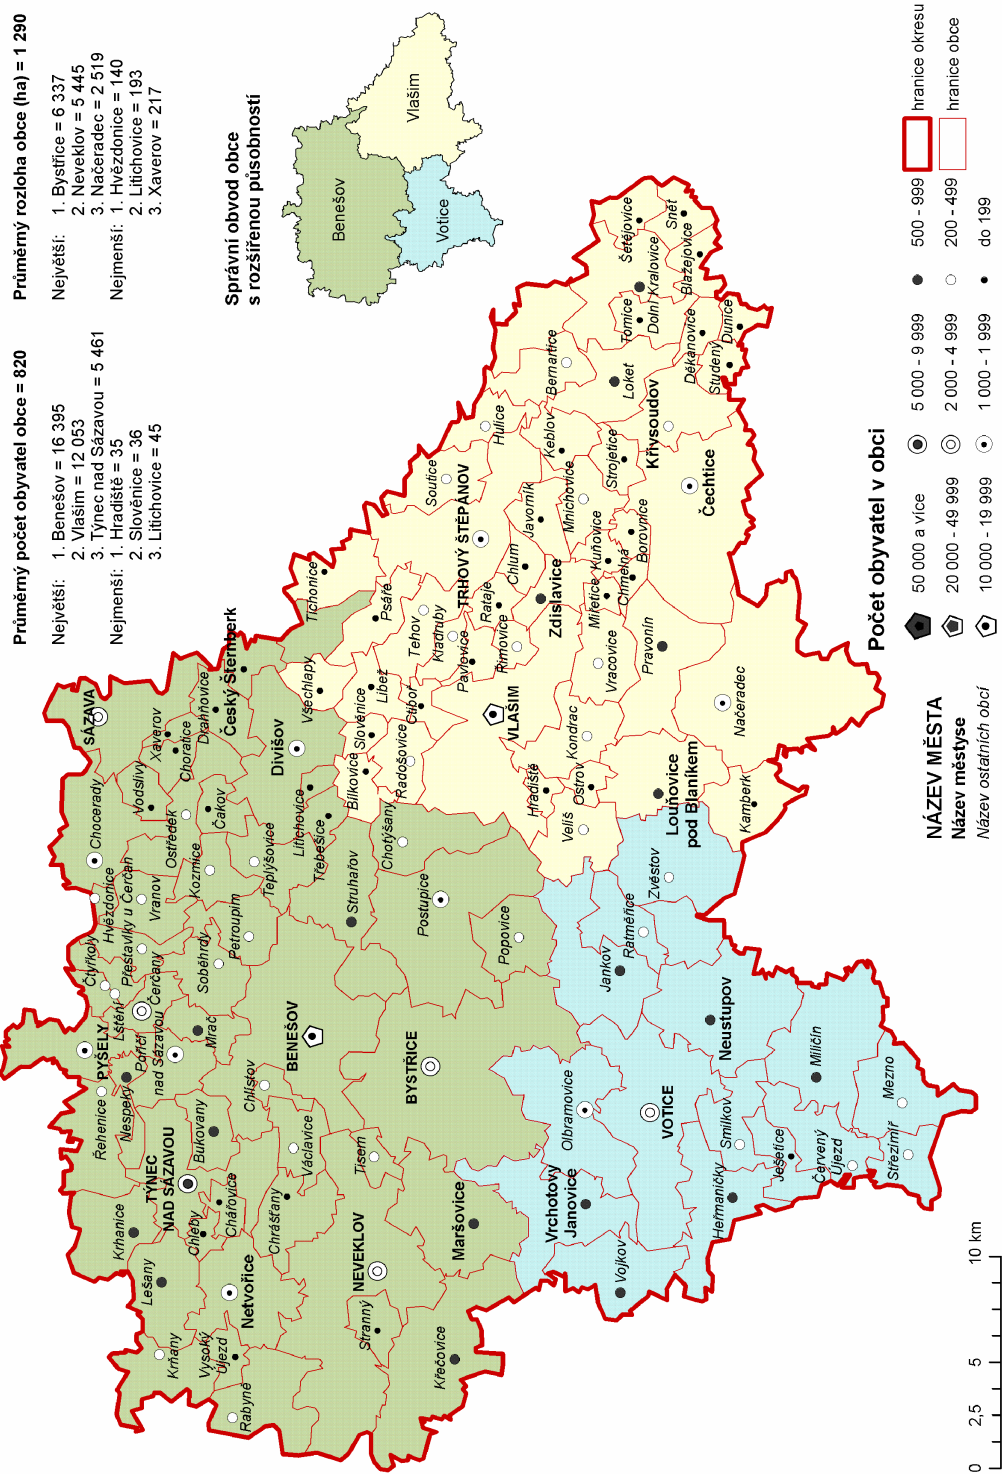 Průměrný počet obyvatel obce = 820
Největší: 1. Benešov = 16 395
2. Vlašim = 12 053
3. Týnec nad Sázavou = 5 461
Nejmenší: 1. Hradiště = 35
2. Slověnice = 36
3. Litichovice = 45
Průměrný rozloha obce (ha) = 1 290
Největší: 1. Bystřice = 6 337
2. Neveklov = 5 445
3. Načeradec = 2 519
Nejmenší: 1. Hvězdonice = 140
2. Litichovice = 193
3. Xaverov = 217
Správní obvod obce
s rozšířenou působností
Benešov
Vlašim
Votice
Řehenice
PYŠELY
Čtyřkoly
Lštění
Nespeky
Poříčí
nad Sázavou
Čerčany
Přestavlky u Čerčan
Hvězdonice
Chocerady
SÁZAVA
Vranov
Vodslivy
Xaverov
Ostředek
Choratice
Drahňovice
Český Šternberk
Kozmice
Čakov
Soběhrdy
Petroupim
Teplýšovice
Divišov
Mrač
Krhanice
TÝNEC
NAD SÁZAVOU
Bukovany
Chlístov
Lešany
Chleby
Chářovice
Krňany
Vysoký
Újezd
Rabyně
Netvořice
Chrášťany
Václavice
BENEŠOV
Litichovice
Třebešice
Struhařov
Chotýšany
Postupice
Popovice
BYSTŘICE
Tisem
NEVEKLOV
Stranný
Maršovice
Křečovice
Tichonice
Psáře
Všechlapy
Libež
Slověnice
Bílkovice
Ctiboř
Radošovice
Tehov
Kladruby
Pavlovice
Rataje
Řimovice
TRHOVÝ ŠTĚPÁNOV
Soutice
Hulice
Chlum
Javorník
Keblov
Bernartice
Zdislavice
Mnichovice
Strojetice
Kuňovice
Miřetice
Chmelná
Borovnice
VLAŠIM
Hradiště
Ostrov
Kondrac
Veliš
Vracovice
Pravonín
Louňovice
pod Blaníkem
Kamberk
Načeradec
Čechtice
Křivsoudov
Loket
Tomice
Dolní Kralovice
Šetějovice
Snět
Blažejovice
Děkanovice
Studený
Dunice
Zvěstov
Ratměřice
Jankov
Neustupov
Olbramovice
VOTICE
Vrchotovy
Janovice
Vojkov
Heřmaničky
Smilkov
Ješetice
Červený
Újezd
Miličín
Mezno
Střezimíř
0
2,5
5
10 km
Počet obyvatel v obci
50 000 a více
20 000 - 49 999
10 000 - 19 999
5 000 - 9 999
2 000 - 4 999
1 000 - 1 999
500 - 999
200 - 499
do 199
hranice okresu
hranice obce
NÁZEV MĚSTA
Název městyse
Název ostatních obcí